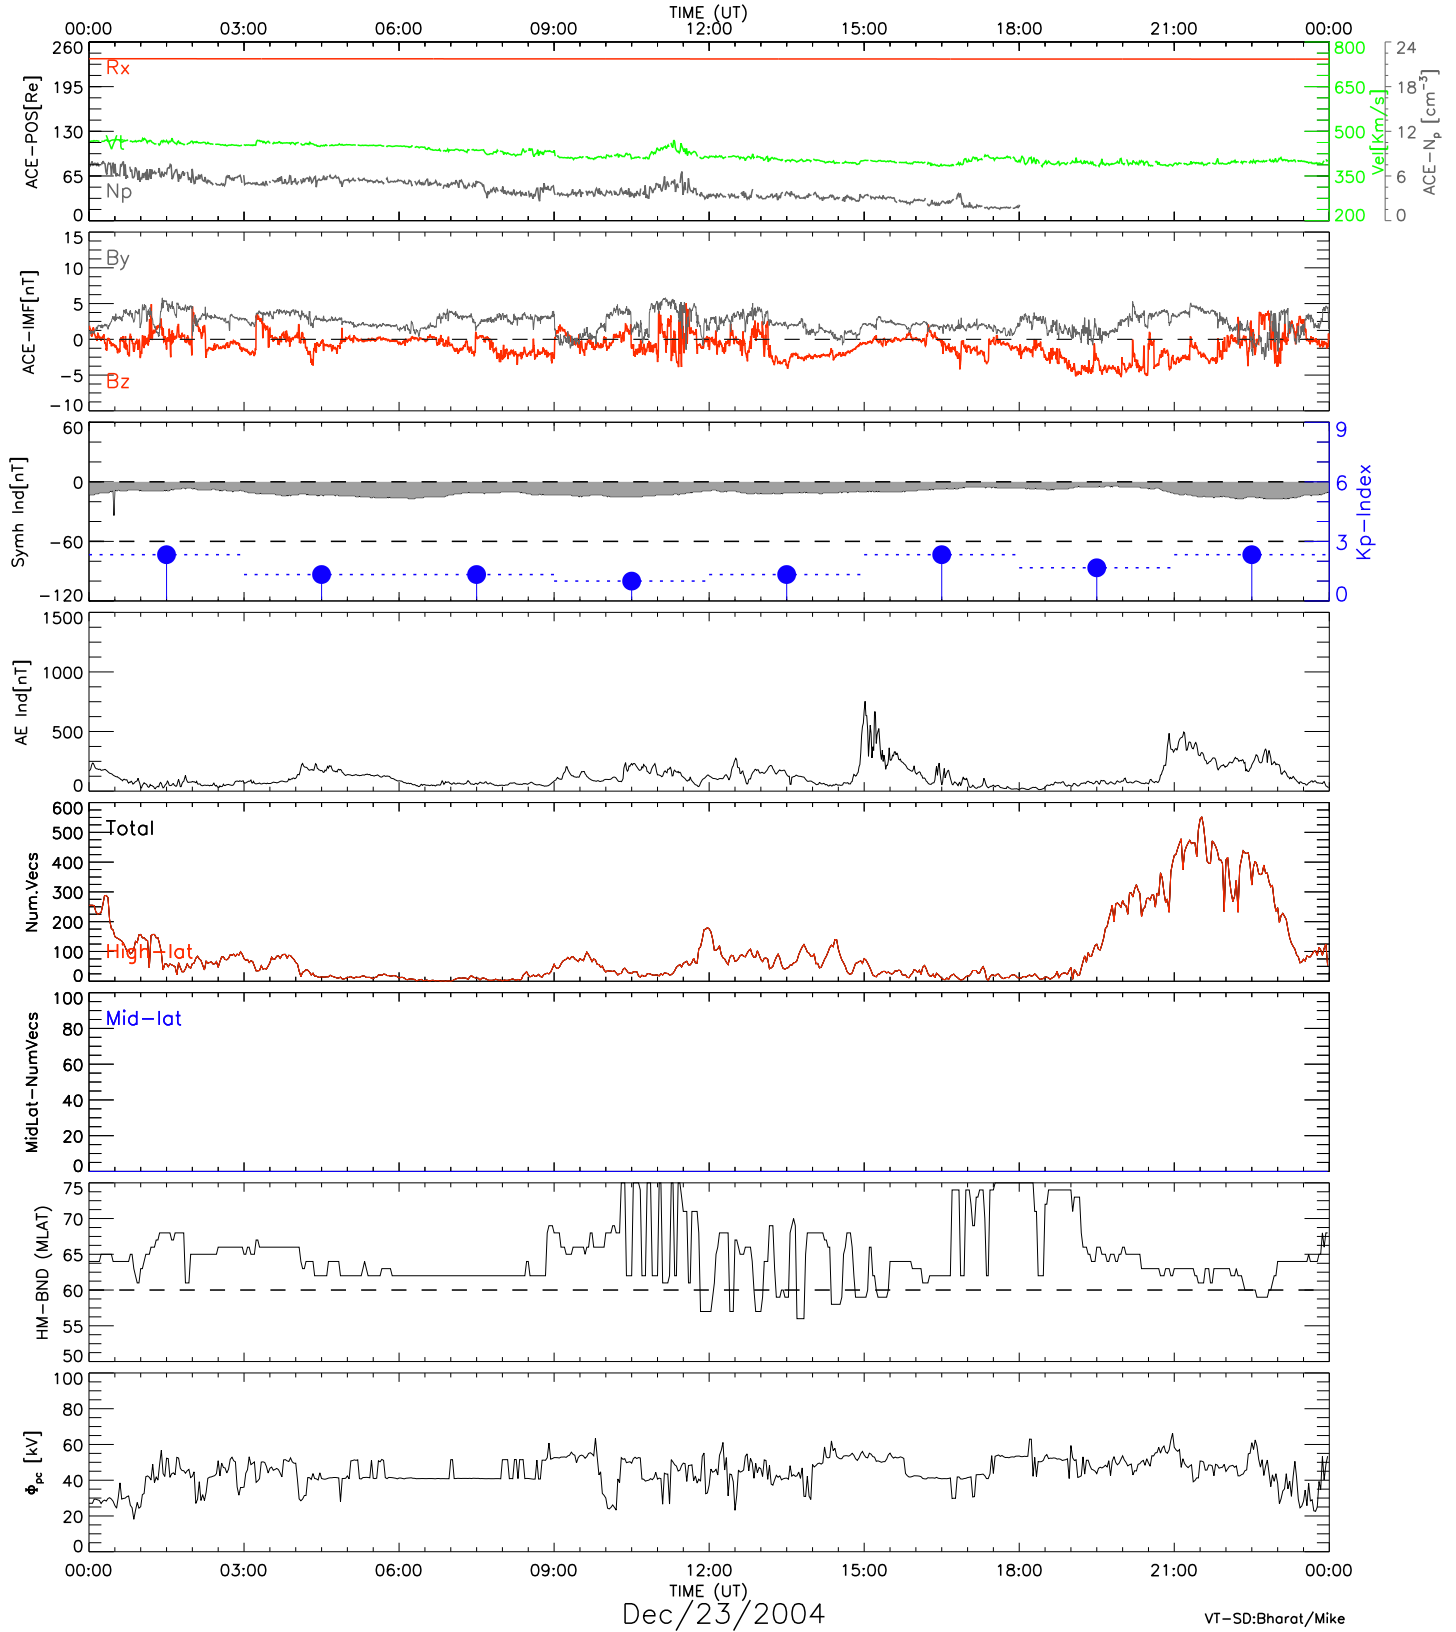 TIME (UT)
00:00 03:00 06:00 09:00 12:00 15:00 18:00 21:00 00:00
260 195 130 65 0
ACE-POS[Re]
Rx
Vt
Np
800 650 500 350 200
Vel[Km/s]
24 18 12 6 0
ACE-Np [cm-3]
15 10 5 0 -5 -10
ACE-IMF[nT]
By
Bz
60 0 -60 -120
Symh Ind[nT]
9 6 3 0
Kp-Index
1500 1000 500 0
AE Ind[nT]
600 500 400 300 200 100 0
Num.Vecs
Total
High-lat
100 80 60 40 20 0
MidLat-NumVecs
Mid-lat
75 70 65 60 55 50
HM-BND (MLAT)
100 80 60 40 20 0
Φpc [kV]
00:00 03:00 06:00 09:00 12:00 15:00 18:00 21:00 00:00
TIME (UT)
Dec/23/2004
VT-SD:Bharat/Mike